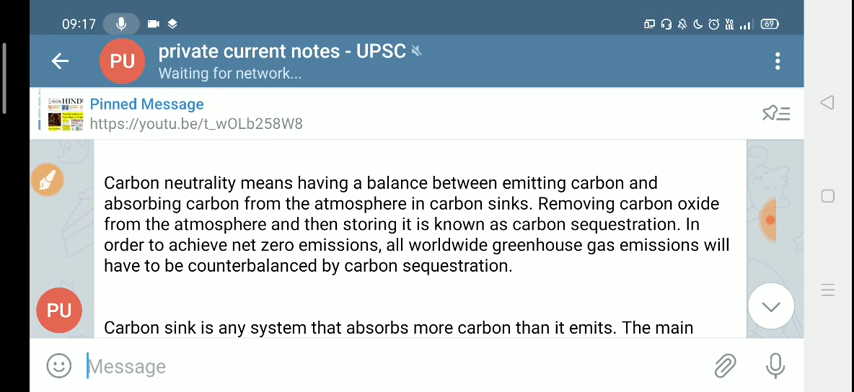 09:17
69
PU
private current notes - UPSC
Waiting for network...
Pinned Message
https://youtu.be/t_wOLb258W8
Carbon neutrality means having a balance between emitting carbon and
absorbing carbon from the atmosphere in carbon sinks. Removing carbon oxide
from the atmosphere and then storing it is known as carbon sequestration. In
order to achieve net zero emissions, all worldwide greenhouse gas emissions will
have to be counterbalanced by carbon sequestration.
PU
Carbon sink is any system that absorbs more carbon than it emits. The main
Message